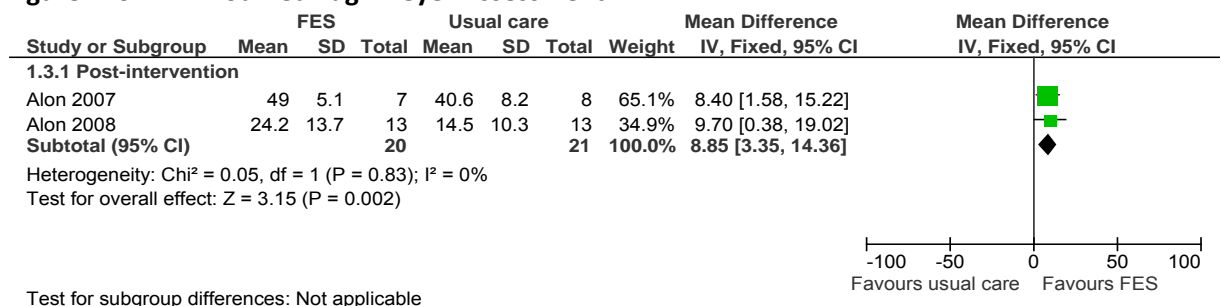 FES Usual care Mean Difference Mean Difference
Study or Subgroup Mean SD Total Mean SD Total Weight IV, Fixed, 95% CI IV, Fixed, 95% CI
1.3.1 Post-intervention
Alon 2007 49 5.1 7 40.6 8.2 8 65.1% 8.40 [1.58, 15.22]
Alon 2008 24.2 13.7 13 14.5 10.3 13 34.9% 9.70 [0.38, 19.02]
Subtotal (95% CI) 20 21 100.0% 8.85 [3.35, 14.36]
Heterogeneity: Chi² = 0.05, df = 1 (P = 0.83); I² = 0%
Test for overall effect: Z = 3.15 (P = 0.002)
-100 -50 0 50 100
Favours usual care Favours FES
Test for subgroup differences: Not applicable